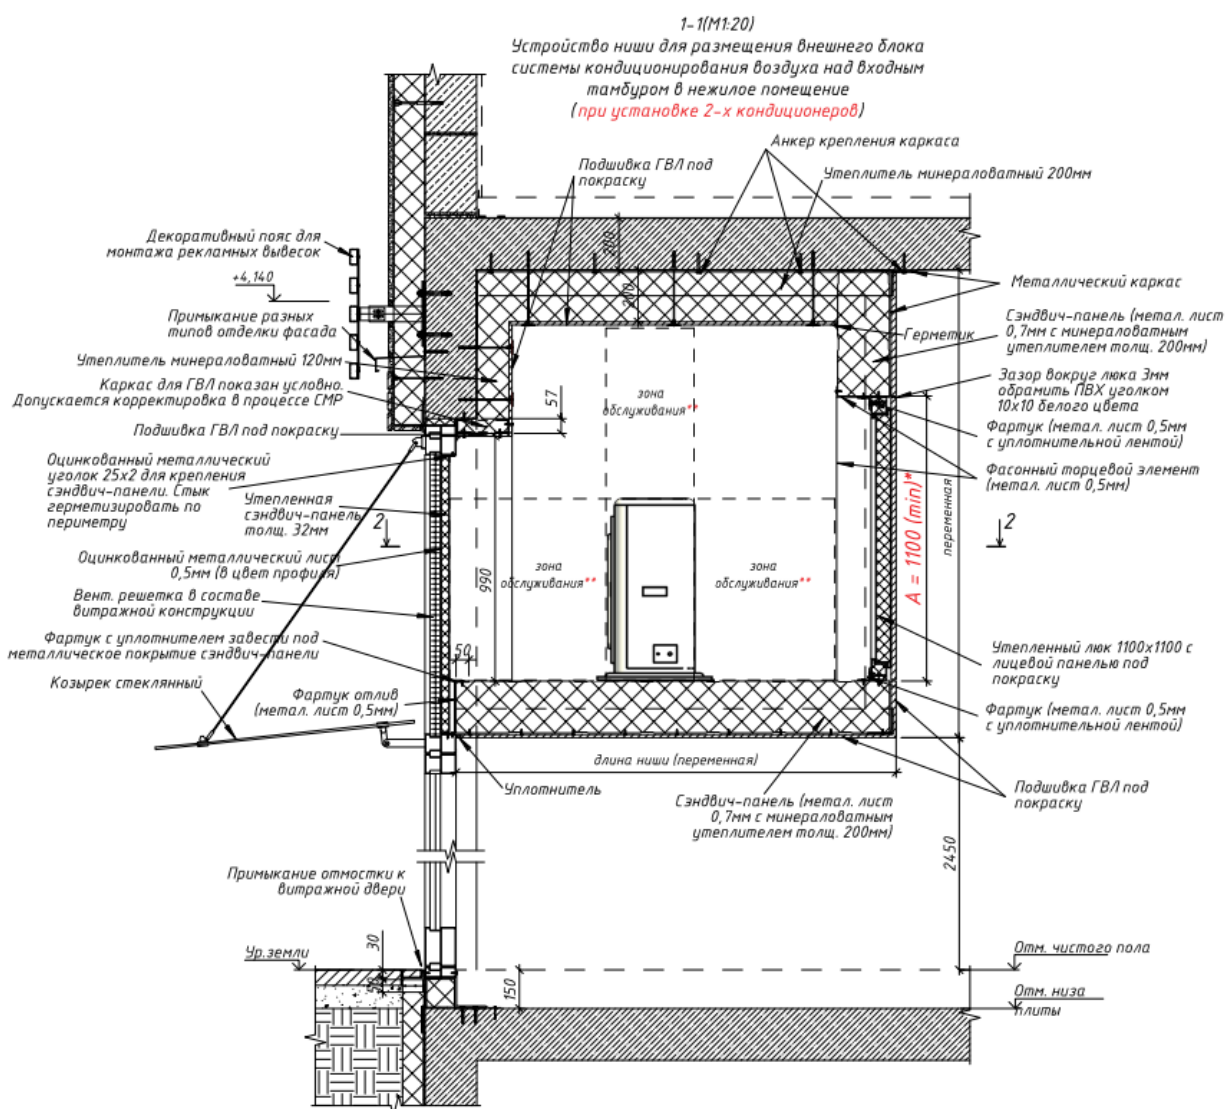 1-1(М1:20)
Устройство ниши для размещения внешнего блока
системы кондиционирования воздуха над входным
тамбуром в нежилое помещение
(при установке 2-х кондиционеров)
Анкер крепления каркаса
Подшивка ГВЛ под
покраску
Утеплитель минераловатный 200мм
Декоративный пояс для
монтажа рекламных вывесок
+4,140
Примыкание разных
типов отделки фасада
Утеплитель минераловатный 120мм
Каркас для ГВЛ показан условно.
Допускается корректировка в процессе СМР
Подшивка ГВЛ под покраску
Оцинкованный металлический
уголок 25х2 для крепления
сэндвич-панели. Стык
герметизировать по
периметру
Утепленная
сэндвич-панель
толщ. 32мм
2
Оцинкованный металлический лист
0,5мм (в цвет профиля)
Вент. решетка в составе
витражной конструкции
Фартук с уплотнителем завести под
металлическое покрытие сэндвич-панели
Козырек стеклянный
Фартук отлив
(метал. лист 0,5мм)
200
200
57
зона
обслуживания**
зона
обслуживания**
зона
обслуживания**
990
50
Металлический каркас
Герметик
Сэндвич-панель (метал. лист
0,7мм с минераловатным
утеплителем толщ. 200мм)
Зазор вокруг люка 3мм
обрамить ПВХ уголком
10х10 белого цвета
Фартук (метал. лист 0,5мм
с уплотнительной лентой)
Фасонный торцевой элемент
(метал. лист 0,5мм)
А = 1100 (min)*
переменная
2
Утепленный люк 1100х1100 с
лицевой панелью под
покраску
Фартук (метал. лист 0,5мм
с уплотнительной лентой)
длина ниши (переменная)
Уплотнитель
Сэндвич-панель (метал. лист
0,7мм с минераловатным
утеплителем толщ. 200мм)
Подшивка ГВЛ под
покраску
2450
Примыкание отмостки к
витражной двери
Ур.земли
30
150
Отм. чистого пола
Отм. низа
плиты